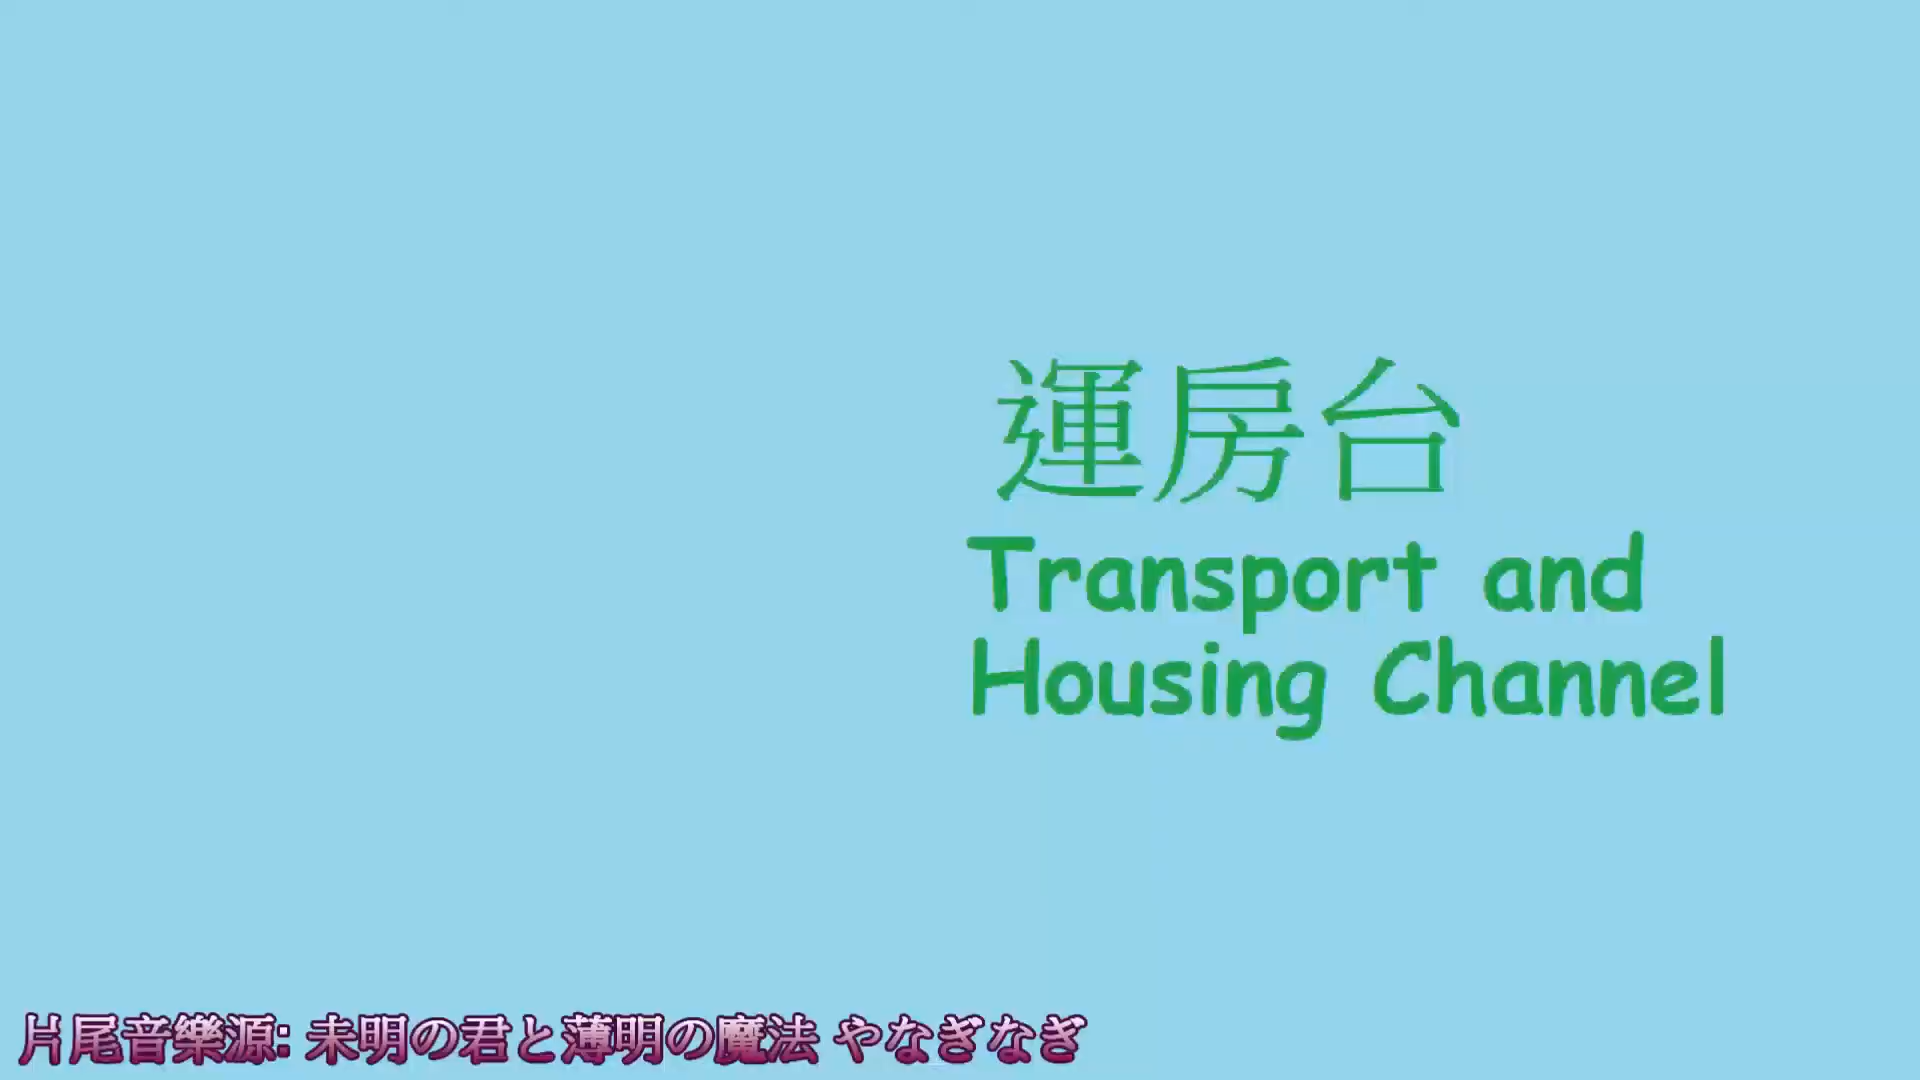 運房台
Transport and
Housing Channel
片尾音樂源: 未明の君と薄明の魔法 やなぎなぎ